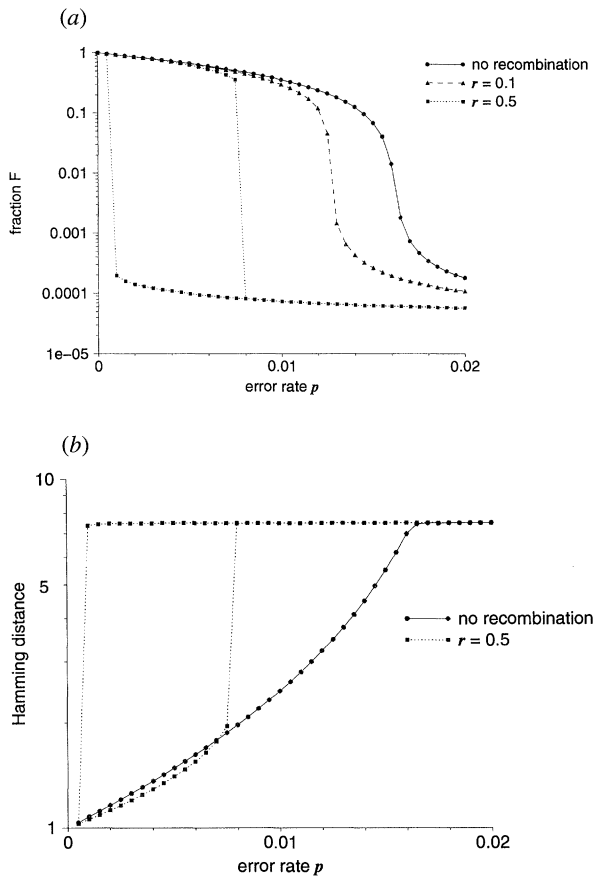 (a)
1
0.1
0.01
0.001
0.0001
1e−05
fraction F
0
0.01
0.02
error rate p
no recombination
r = 0.1
r = 0.5
(b)
10
5
1
Hamming distance
0
0.01
0.02
error rate p
no recombination
r = 0.5